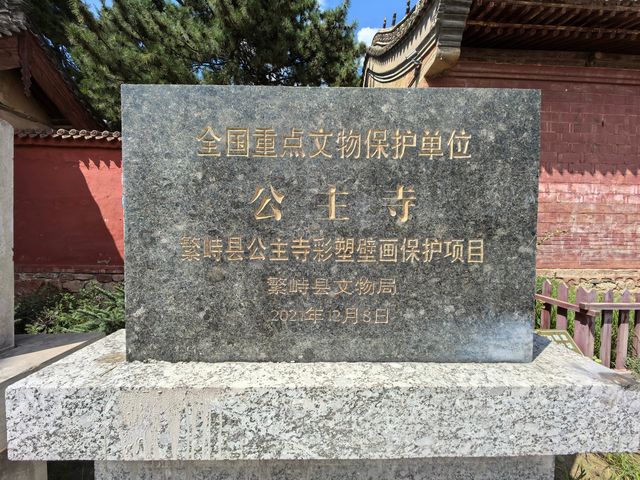 全国重点文物保护单位
公主寺
繁峙县公主寺彩塑壁画保护项目
繁峙县文物局
2021年12月8日